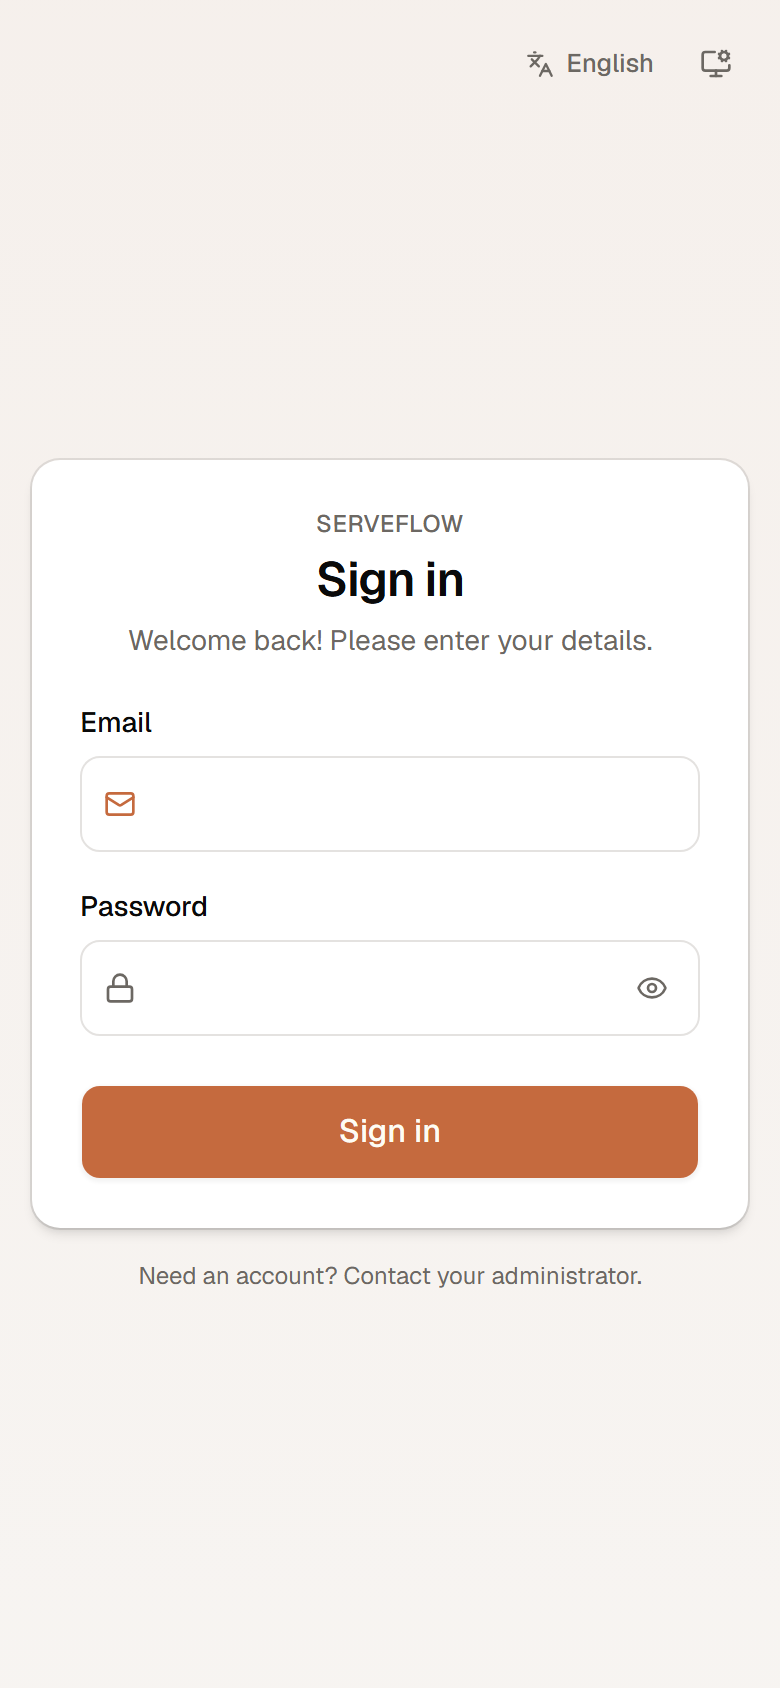 English
SERVEFLOW
Sign in
Welcome back! Please enter your details.
Email
Password
Sign in
Need an account? Contact your administrator.